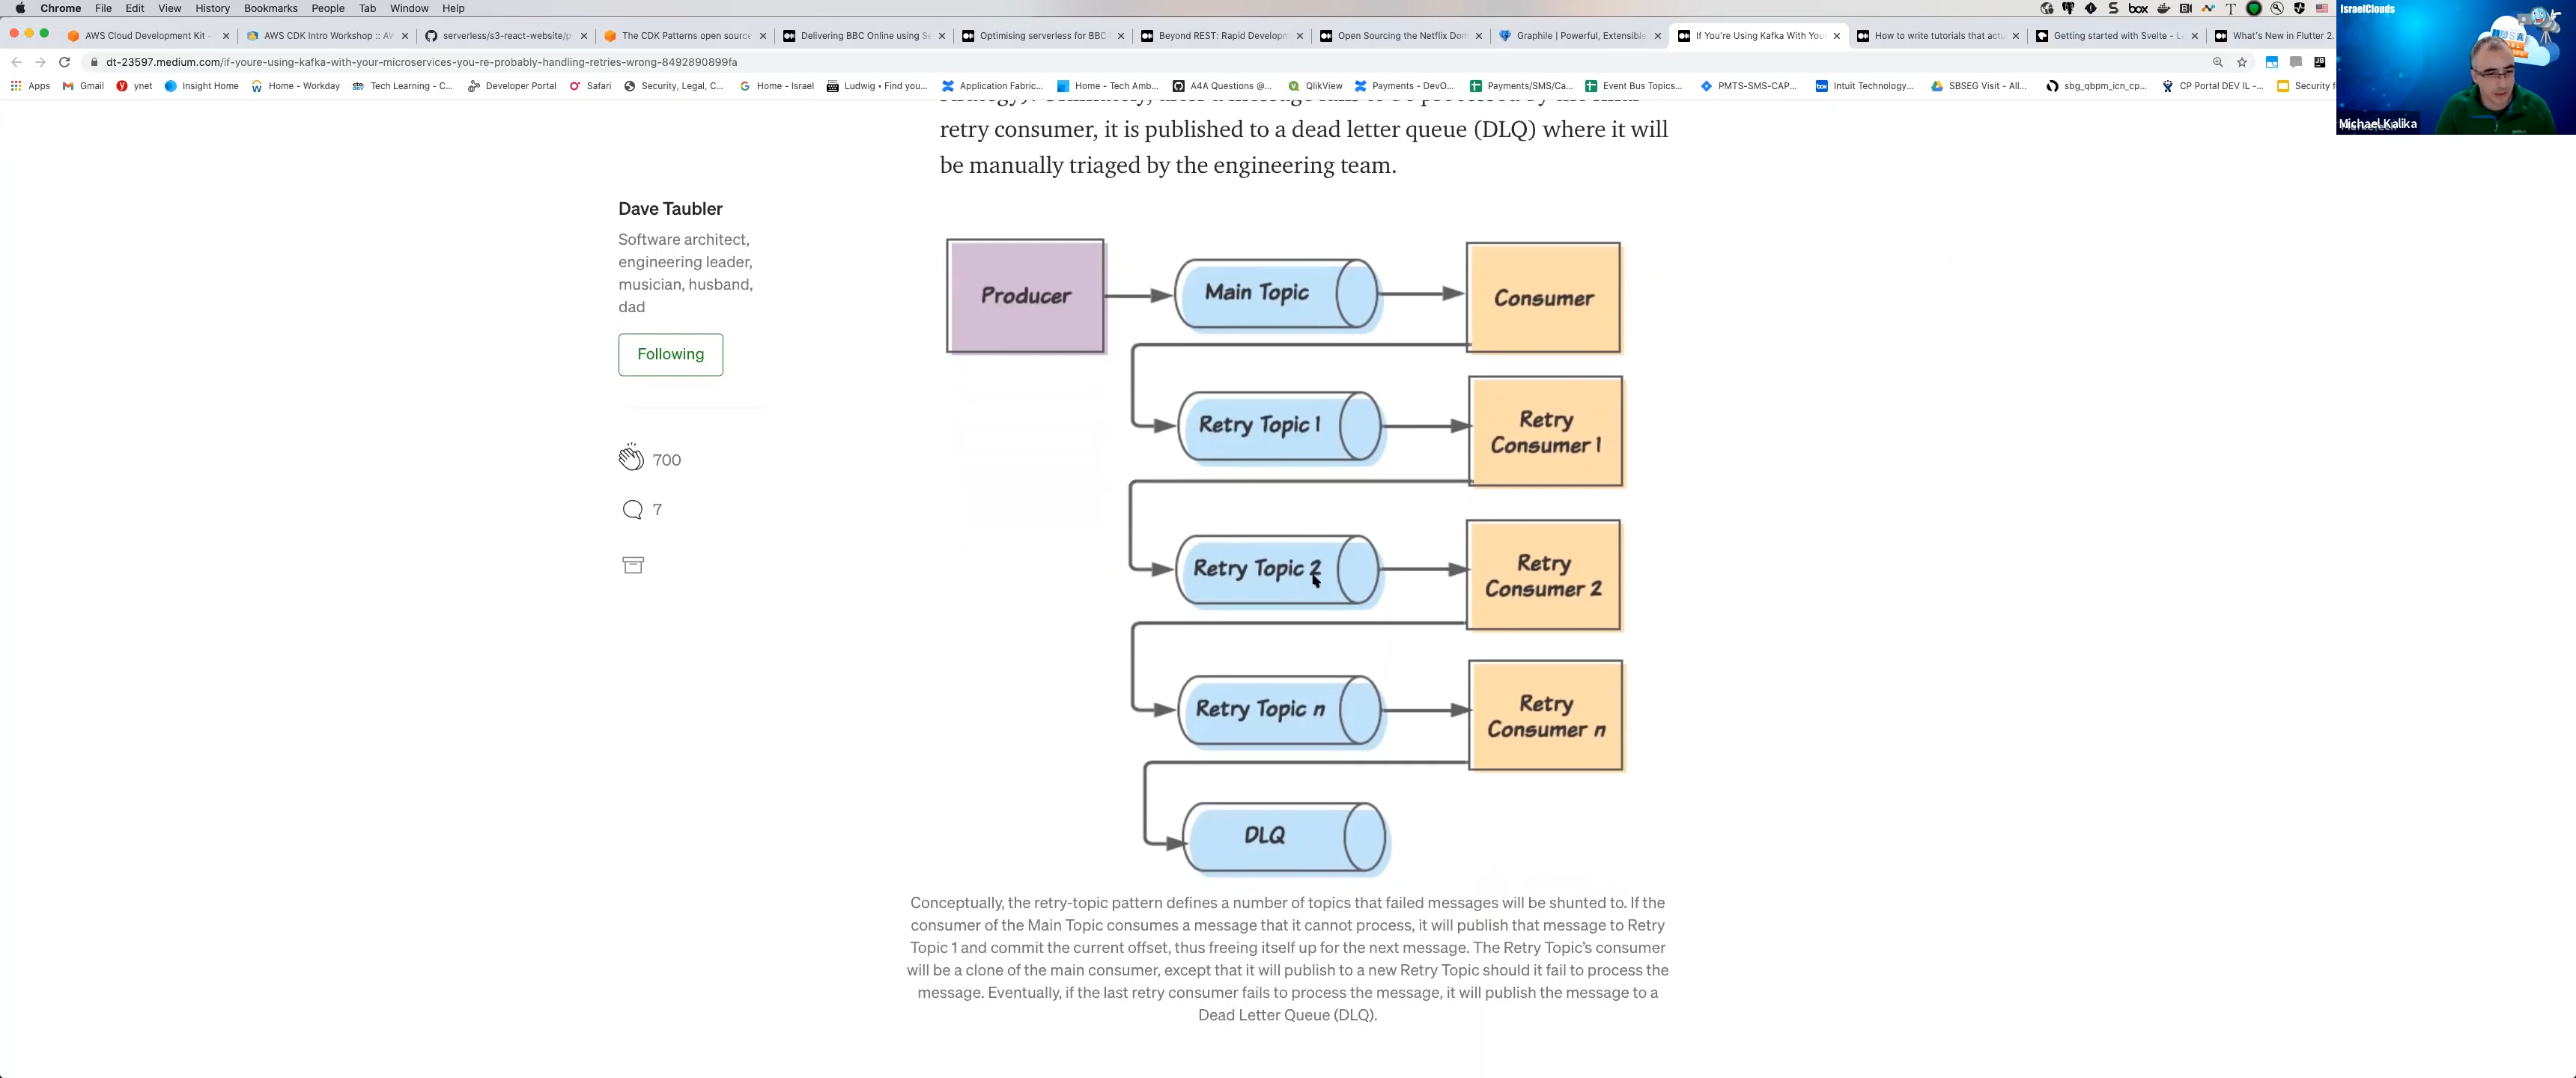 Chrome File Edit View History Bookmarks People Tab Window Help
box
IsraelClouds
AWS Cloud Development Kit -
AWS CDK Intro Workshop :: AW
serverless/s3-react-website/p
The CDK Patterns open source
Delivering BBC Online using Se
Optimising serverless for BBC
Beyond REST: Rapid Developm
Open Sourcing the Netflix Dom
Graphile | Powerful, Extensible
If You're Using Kafka With You
How to write tutorials that actu
Getting started with Svelte - L
What's New in Flutter 2.
dt-23597.medium.com/if-youre-using-kafka-with-your-microservices-you-re-probably-handling-retries-wrong-8492890899fa
Apps Gmail ynet Insight Home Home - Workday Tech Learning - C... Developer Portal Safari Security, Legal, C... Home - Israel Ludwig • Find you... Application Fabric... Home - Tech Amb... A4A Questions @... QlikView Payments - DevO... Payments/SMS/Ca... Event Bus Topics... PMTS-SMS-CAP... Intuit Technology... SBSEG Visit - All... sbg_qbpm_icn_cp... CP Portal DEV IL -... Security f
Michael Kalika
retry consumer, it is published to a dead letter queue (DLQ) where it will
be manually triaged by the engineering team.
Dave Taubler
Software architect,
engineering leader,
musician, husband,
dad
Following
700
7
Producer
Main Topic
Consumer
Retry Topic 1
Retry
Consumer 1
Retry Topic 2
Retry
Consumer 2
Retry Topic n
Retry
Consumer n
DLQ
Conceptually, the retry-topic pattern defines a number of topics that failed messages will be shunted to. If the
consumer of the Main Topic consumes a message that it cannot process, it will publish that message to Retry
Topic 1 and commit the current offset, thus freeing itself up for the next message. The Retry Topic's consumer
will be a clone of the main consumer, except that it will publish to a new Retry Topic should it fail to process the
message. Eventually, if the last retry consumer fails to process the message, it will publish the message to a
Dead Letter Queue (DLQ).